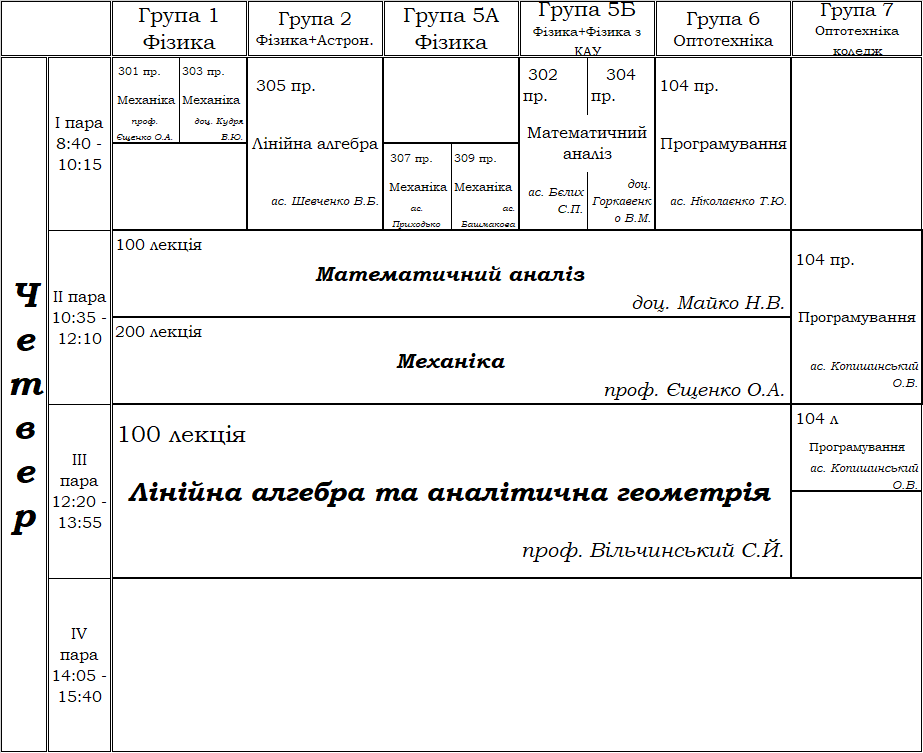 Група 1
Фізика
Група 2
Фізика+Астрон.
Група 5А
Фізика
Група 5Б
Фізика+Фізика з
КАУ
Група 6
Оптотехніка
Група 7
Оптотехніка
коледж
Четвер
І пара
8:40 -
10:15
301 пр.
Механіка
проф.
Єщенко О.А.
303 пр.
Механіка
доц. Кудря
В.Ю.
305 пр.
Лінійна алгебра
ас. Шевченко В.Б.
307 пр.
Механіка
ас.
Приходько
309 пр.
Механіка
ас.
Башмакова
302
пр.
304
пр.
Математичний
аналіз
ас. Бєлих
С.П.
доц.
Горкавенк
о В.М.
104 пр.
Програмування
ас. Ніколаєнко Т.Ю.
ІІ пара
10:35 -
12:10
100 лекція
Математичний аналіз
доц. Майко Н.В.
200 лекція
Механіка
проф. Єщенко О.А.
104 пр.
Програмування
ас. Копишинський
О.В.
ІІІ
пара
12:20 -
13:55
100 лекція
Лінійна алгебра та аналітична геометрія
проф. Вільчинський С.Й.
104 л
Програмування
ас. Копишинський
О.В.
IV
пара
14:05 -
15:40